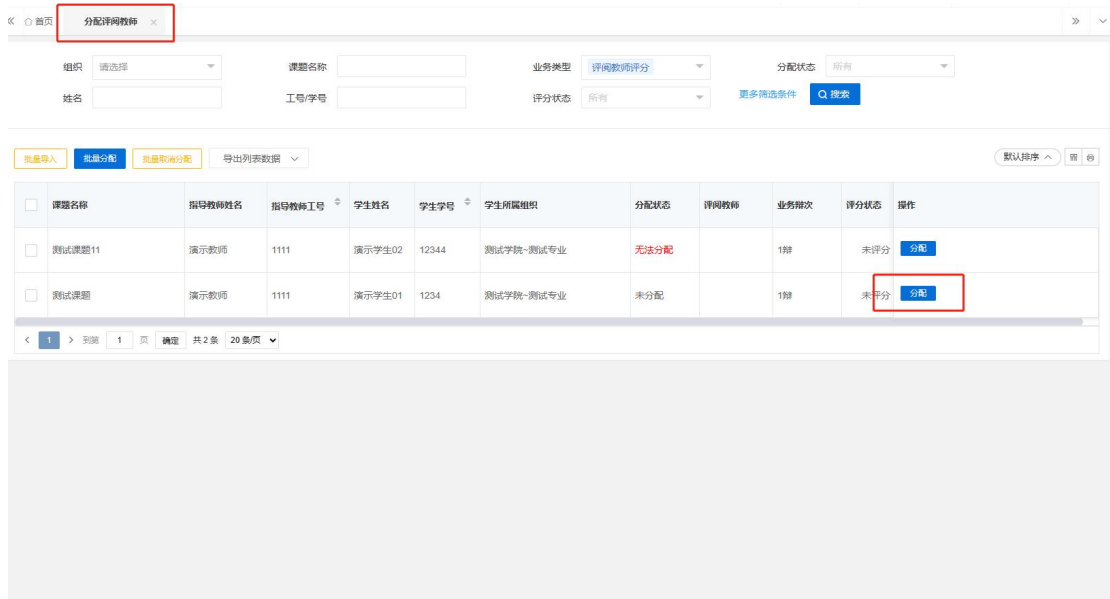 首页 分配评阅教师
组织 请选择 课题名称 业务类型 评阅教师评分 分配状态 所有
姓名 工号/学号 评分状态 所有 更多筛选条件 搜索
批量导入 批量分配 批量取消分配 导出列表数据 默认排序
课题名称 指导教师姓名 指导教师工号 学生姓名 学生学号 学生所属组织 分配状态 评阅教师 业务辩次 评分状态 操作
测试课题11 演示教师 1111 演示学生02 12344 测试学院~测试专业 无法分配 1辩 未评分 分配
测试课题 演示教师 1111 演示学生01 1234 测试学院~测试专业 未分配 1辩 未评分 分配
1 到第 1 页 确定 共 2 条 20 条/页